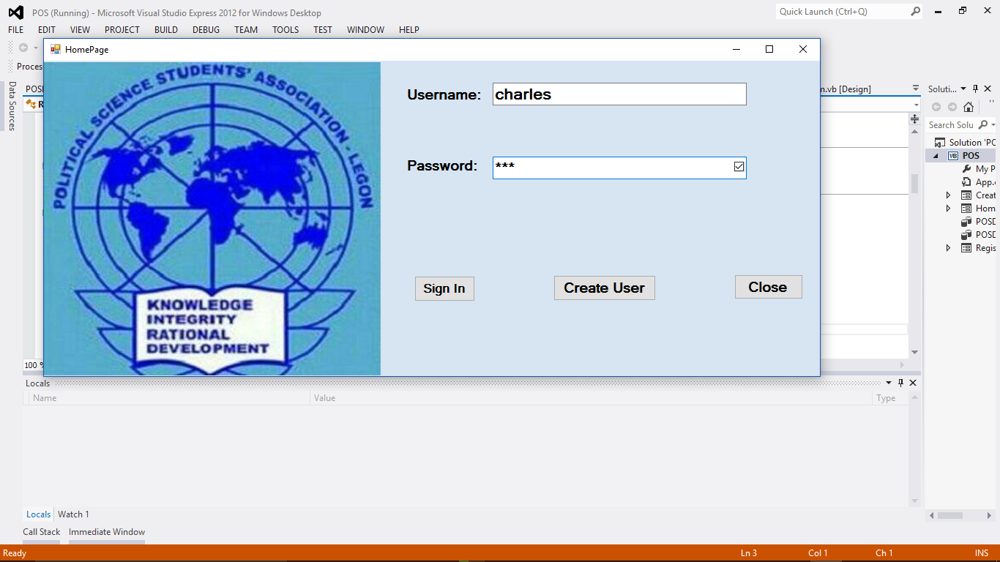 POS (Running) - Microsoft Visual Studio Express 2012 for Windows Desktop
Quick Launch (Ctrl+Q)
FILE EDIT VIEW PROJECT BUILD DEBUG TEAM TOOLS TEST WINDOW HELP
HomePage
Proces
Data Sources
POSI
R
m.vb [Design]
Soluti...
Search Solu
Solution 'PO
VB POS
My P
App.c
Creat
Hom
POSD
POSD
Regis
POLITICAL SCIENCE STUDENTS' ASSOCIATION - LEGON
KNOWLEDGE
INTEGRITY
RATIONAL
DEVELOPMENT
Username: charles
Password: ***
Sign In Create User Close
100 %
Locals
Name Value Type
Locals Watch 1
Call Stack Immediate Window
Ready Ln 3 Col 1 Ch 1 INS